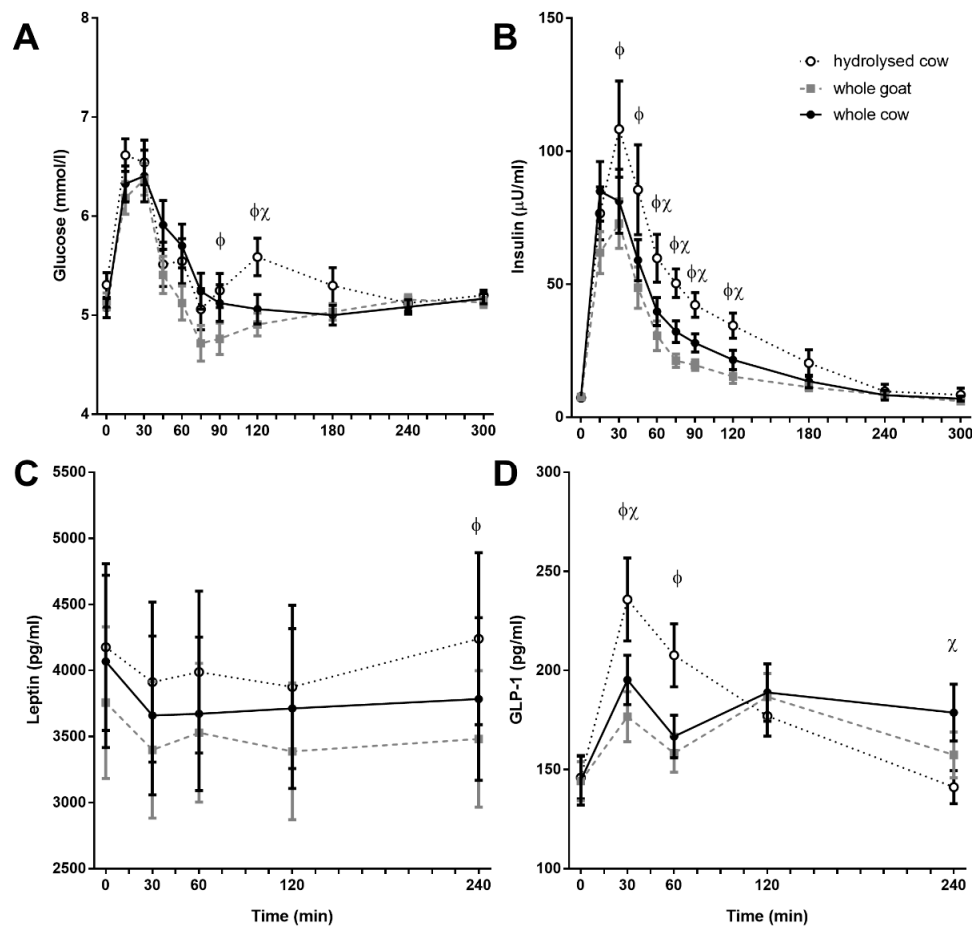 A
Glucose (mmol/l)
8
7
6
5
4
ϕ
ϕχ
0 30 60 90 120 180 240 300
B
Insulin (μU/ml)
150
100
50
0
ϕ
ϕ
ϕχ
ϕχ
ϕχ
ϕχ
hydrolysed cow
whole goat
whole cow
0 30 60 90 120 180 240 300
C
Leptin (pg/ml)
5500
5000
4500
4000
3500
3000
2500
ϕ
0 30 60 120 240
Time (min)
D
GLP-1 (pg/ml)
300
250
200
150
100
ϕχ
ϕ
χ
0 30 60 120 240
Time (min)